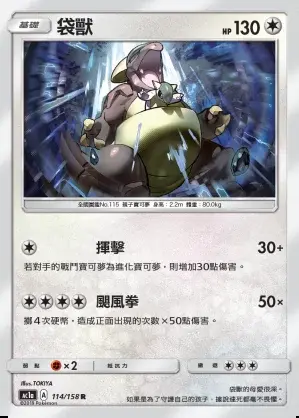 基礎 袋獸 HP 130
全國圖鑑No.115 親子寶可夢 身高：2.2m 體重：80.0kg
揮擊 30+
若對手的戰鬥寶可夢為進化寶可夢，則增加30點傷害。
颶風拳 50×
擲4次硬幣，造成正面出現的次數×50點傷害。
弱點 ×2 抵抗力 撤退
illus.TOKIYA
AC1a A 114/158 R
©2019 Pokémon
袋獸的母愛很深。
如果是為了守護自己的孩子，